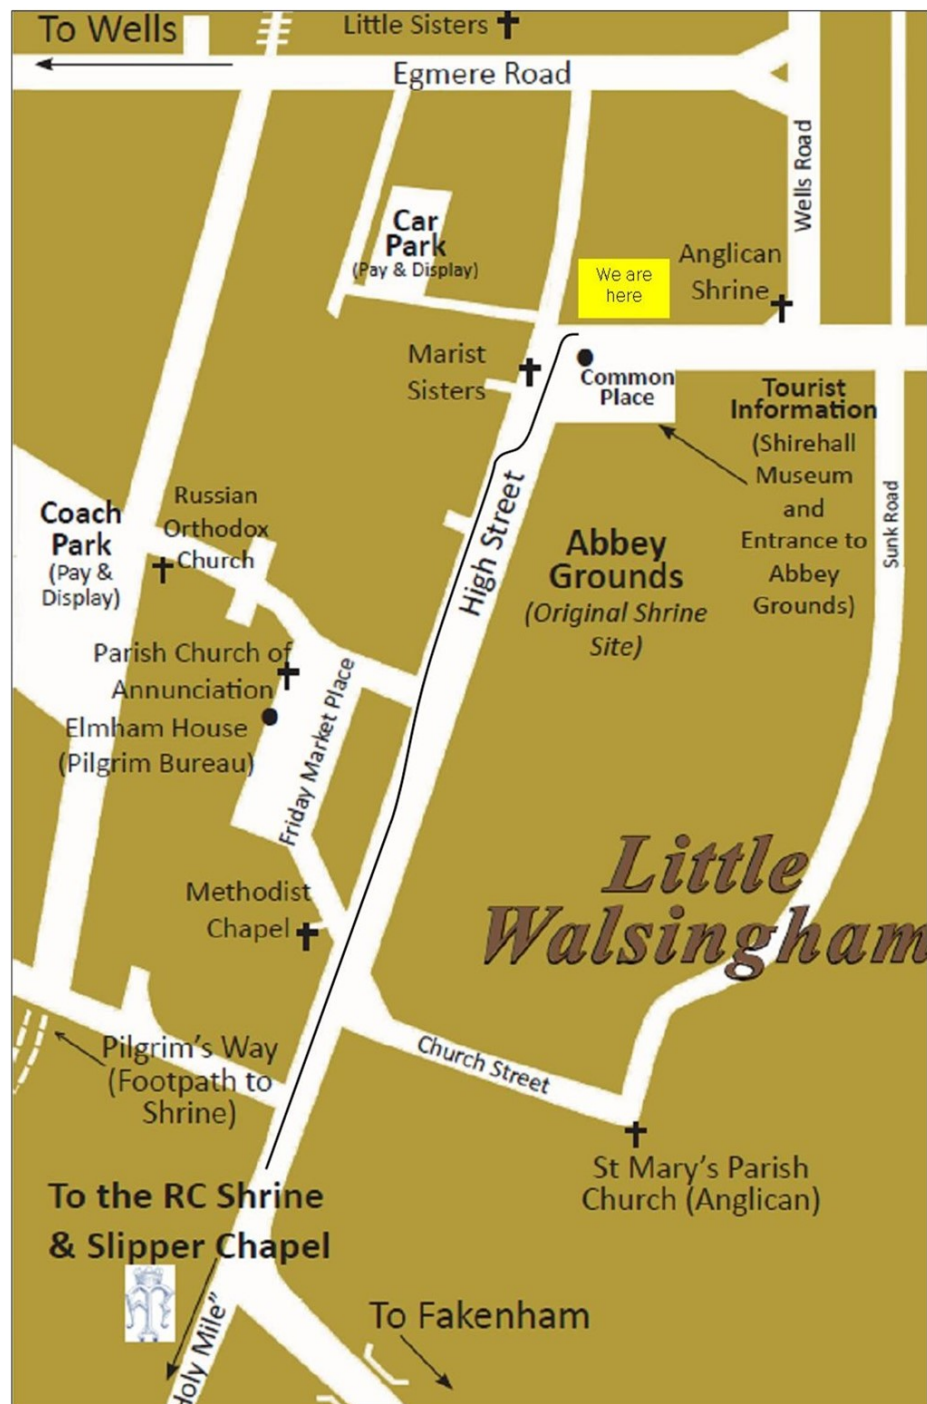 To Wells
Little Sisters
Egmere Road
Wells Road
Car
Park
(Pay & Display)
We are
here
Anglican
Shrine
Marist
Sisters
Common
Place
Tourist
Information
(Shirehall
Museum
and
Entrance to
Abbey
Grounds)
Sunk Road
High Street
Abbey
Grounds
(Original Shrine
Site)
Coach
Park
(Pay &
Display)
Russian
Orthodox
Church
Parish Church of
Annunciation
Elmham House
(Pilgrim Bureau)
Friday Market Place
Little
Walsingham
Methodist
Chapel
Pilgrim's Way
(Footpath to
Shrine)
Church Street
St Mary's Parish
Church (Anglican)
To the RC Shrine
& Slipper Chapel
To Fakenham
Holy Mile"